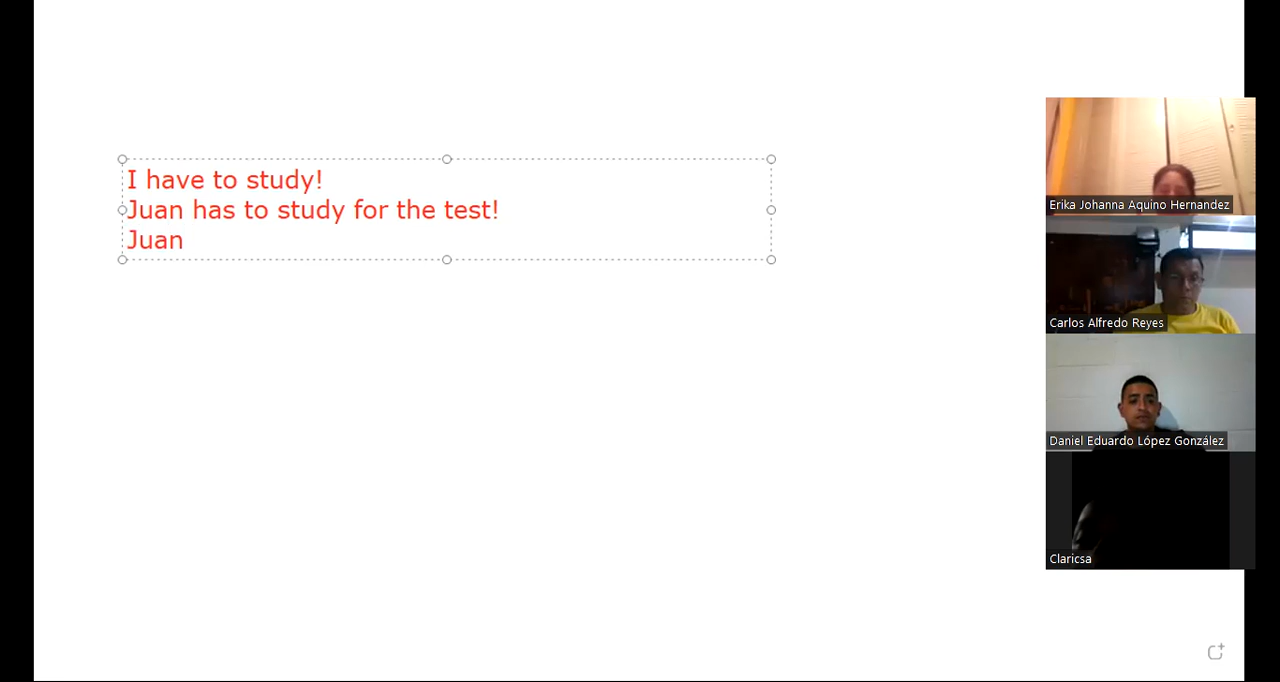 I have to study!
Juan has to study for the test!
Juan
Erika Johanna Aquino Hernandez
Carlos Alfredo Reyes
Daniel Eduardo López González
Claricsa